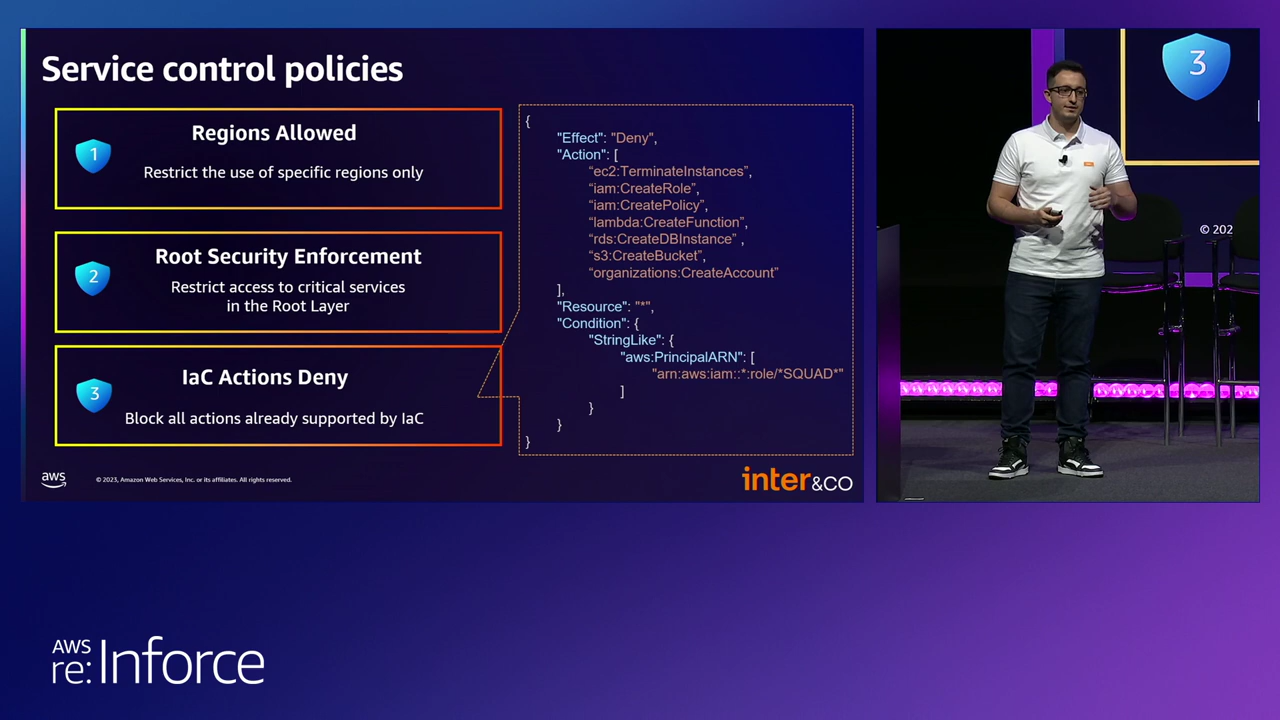 Service control policies
1
Regions Allowed
Restrict the use of specific regions only
2
Root Security Enforcement
Restrict access to critical services
in the Root Layer
3
IaC Actions Deny
Block all actions already supported by IaC
{
"Effect": "Deny",
"Action": [
"ec2:TerminateInstances",
"iam:CreateRole",
"iam:CreatePolicy",
"lambda:CreateFunction",
"rds:CreateDBInstance" ,
"s3:CreateBucket",
"organizations:CreateAccount"
],
"Resource": "*",
"Condition": {
"StringLike": {
"aws:PrincipalARN": [
"arn:aws:iam::*:role/*SQUAD*"
]
}
}
}
aws
© 2023, Amazon Web Services, Inc. or its affiliates. All rights reserved.
inter&CO
3
© 202
AWS
re:Inforce